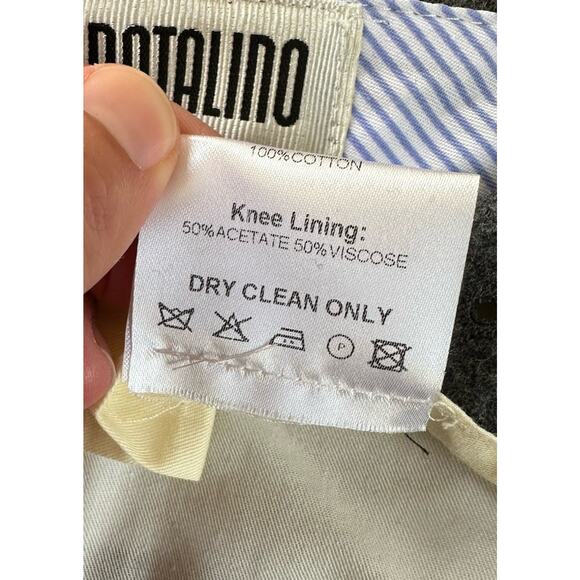 ROTALINO
100%COTTON
Knee Lining:
50%ACETATE 50%VISCOSE
DRY CLEAN ONLY
P